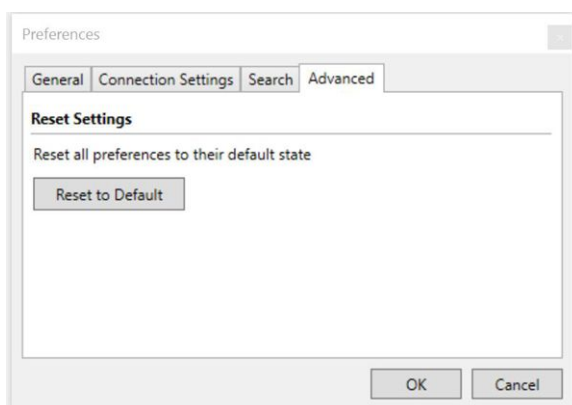 Preferences
General
Connection Settings
Search
Advanced
Reset Settings
Reset all preferences to their default state
Reset to Default
OK
Cancel